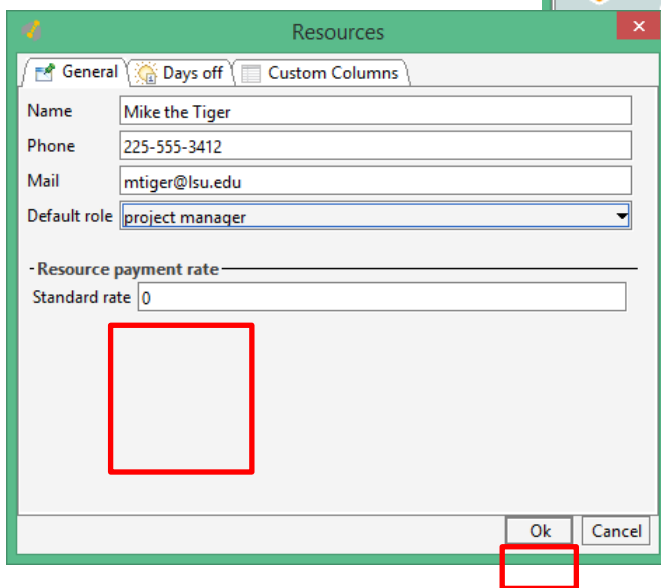 Resources
General Days off Custom Columns
Name Mike the Tiger
Phone 225-555-3412
Mail mtiger@lsu.edu
Default role project manager
Resource payment rate
Standard rate 0
Ok Cancel